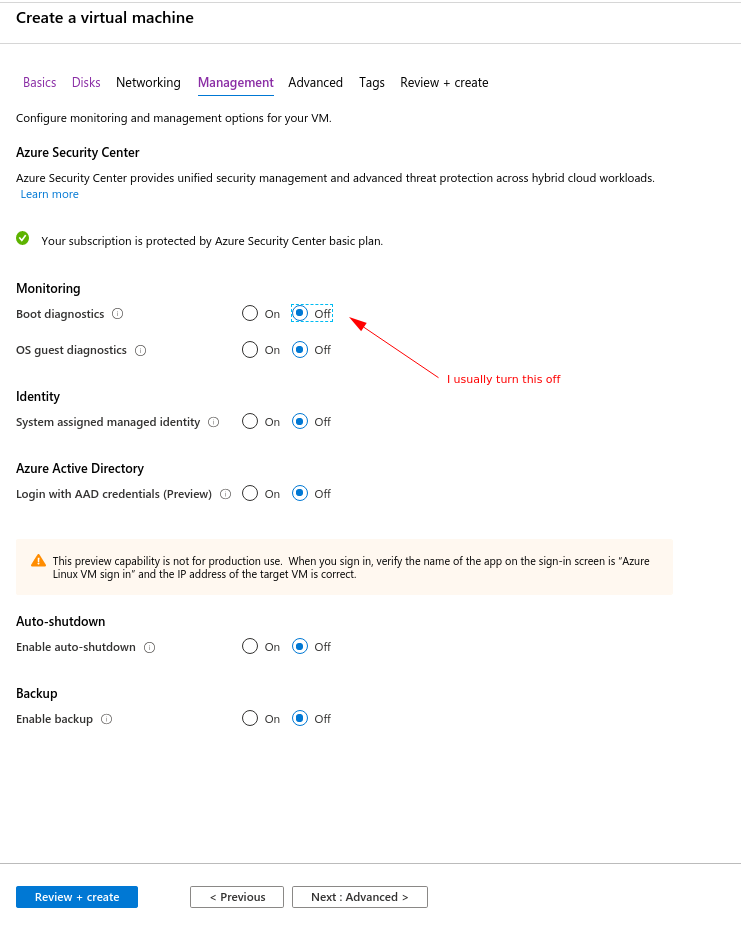 Create a virtual machine
Basics Disks Networking Management Advanced Tags Review + create
Configure monitoring and management options for your VM.
Azure Security Center
Azure Security Center provides unified security management and advanced threat protection across hybrid cloud workloads.
Learn more
Your subscription is protected by Azure Security Center basic plan.
Monitoring
Boot diagnostics On Off
OS guest diagnostics On Off
I usually turn this off
Identity
System assigned managed identity On Off
Azure Active Directory
Login with AAD credentials (Preview) On Off
This preview capability is not for production use. When you sign in, verify the name of the app on the sign-in screen is “Azure
Linux VM sign in” and the IP address of the target VM is correct.
Auto-shutdown
Enable auto-shutdown On Off
Backup
Enable backup On Off
Review + create < Previous Next : Advanced >